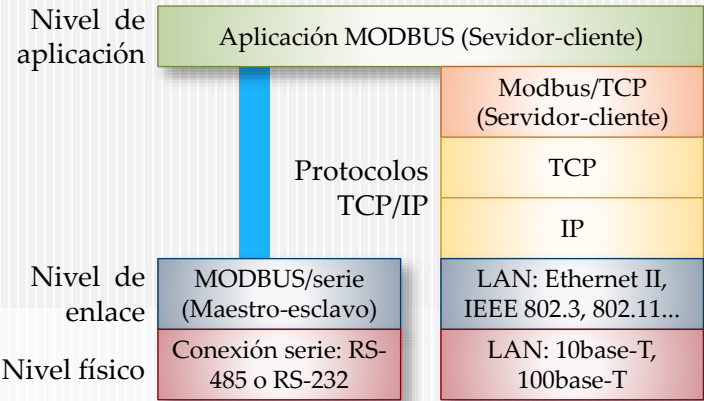 Nivel de
aplicación
Aplicación MODBUS (Sevidor-cliente)
Modbus/TCP
(Servidor-cliente)
Protocolos
TCP/IP
TCP
IP
Nivel de
enlace
MODBUS/serie
(Maestro-esclavo)
LAN: Ethernet II,
IEEE 802.3, 802.11...
Nivel físico
Conexión serie: RS-
485 o RS-232
LAN: 10base-T,
100base-T